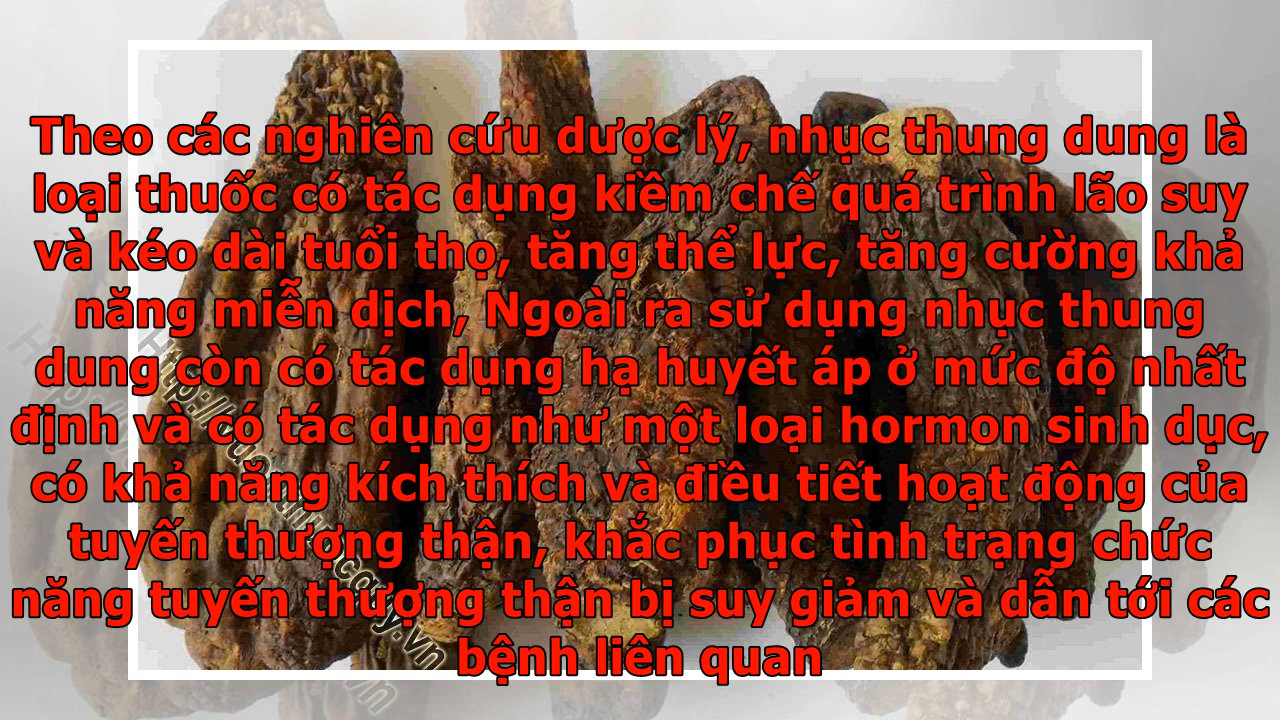 Theo các nghiên cứu dược lý, nhục thung dung là
loại thuốc có tác dụng kiềm chế quá trình lão suy
và kéo dài tuổi thọ, tăng thể lực, tăng cường khả
năng miễn dịch, Ngoài ra sử dụng nhục thung
dung còn có tác dụng hạ huyết áp ở mức độ nhất
định và có tác dụng như một loại hormon sinh dục,
có khả năng kích thích và điều tiết hoạt động của
tuyến thượng thận, khắc phục tình trạng chức
năng tuyến thượng thận bị suy giảm và dẫn tới các
bệnh liên quan